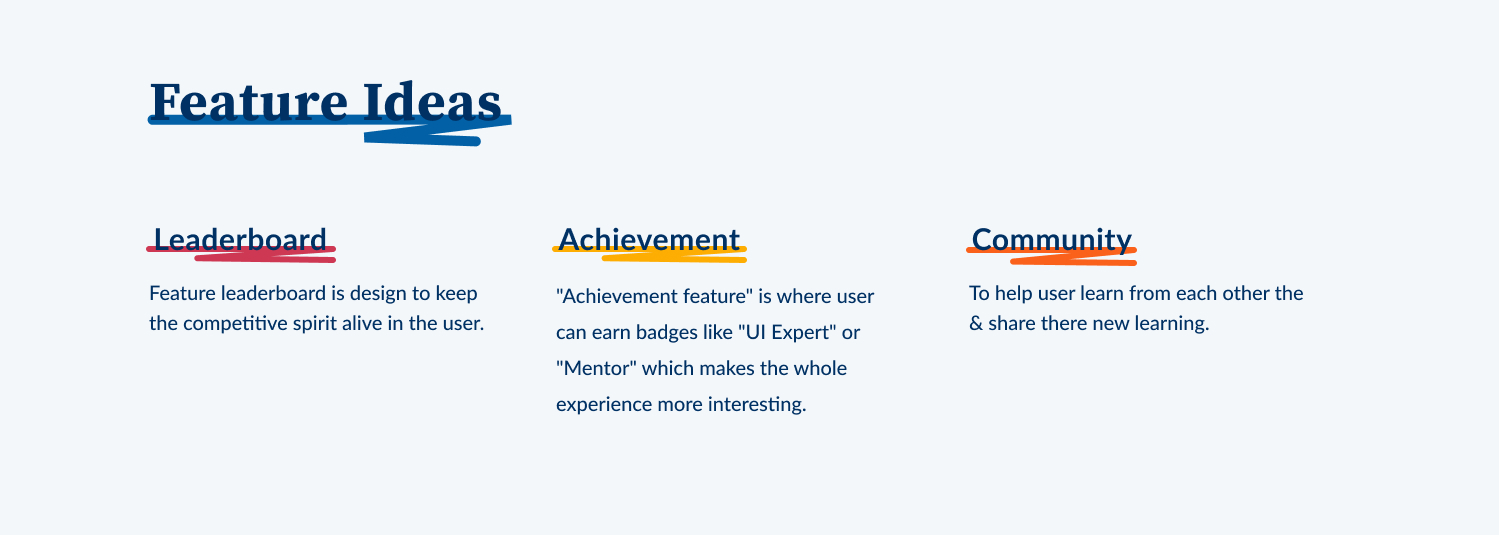 Feature Ideas
Leaderboard
Feature leaderboard is design to keep
the competitive spirit alive in the user.
Achievement
"Achievement feature" is where user
can earn badges like "UI Expert" or
"Mentor" which makes the whole
experience more interesting.
Community
To help user learn from each other the
& share there new learning.